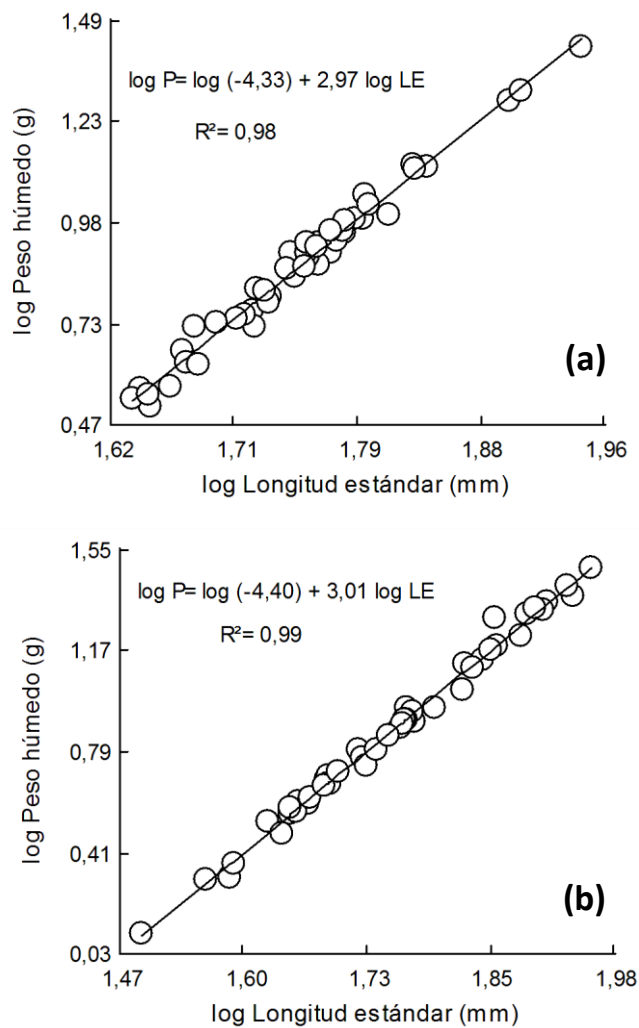 1,49
log P= log (-4,33) + 2,97 log LE
1,23
R²= 0,98
log Peso húmedo (g)
0,98
0,73
(a)
0,47
1,62 1,71 1,79 1,88 1,96
log Longitud estándar (mm)
1,55
log P= log (-4,40) + 3,01 log LE
R²= 0,99
1,17
log Peso húmedo (g)
0,79
0,41
(b)
0,03
1,47 1,60 1,73 1,85 1,98
log Longitud estándar (mm)